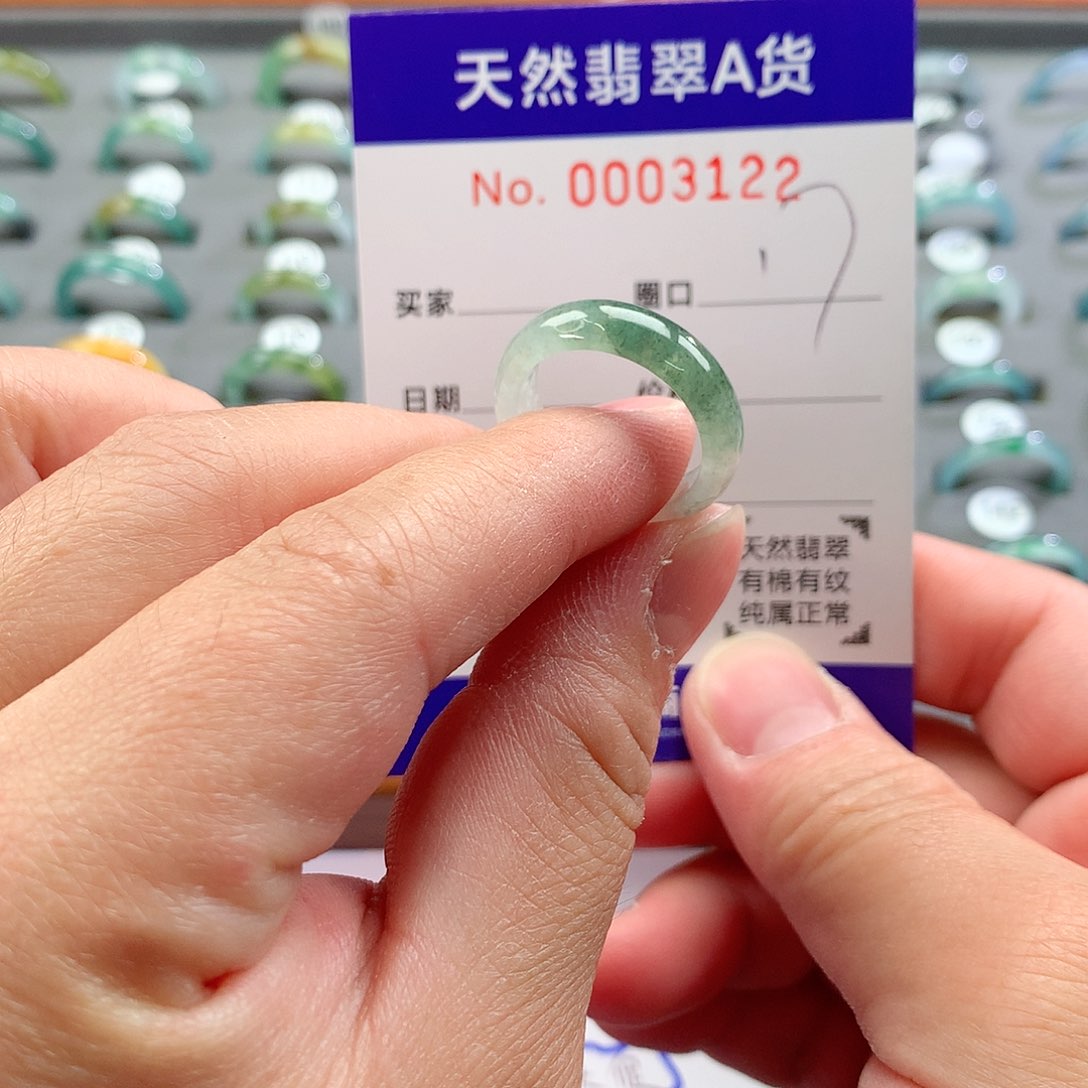 天然翡翠A货
No. 0003122
买家 圈口 17
日期
天然翡翠
有棉有纹
纯属正常